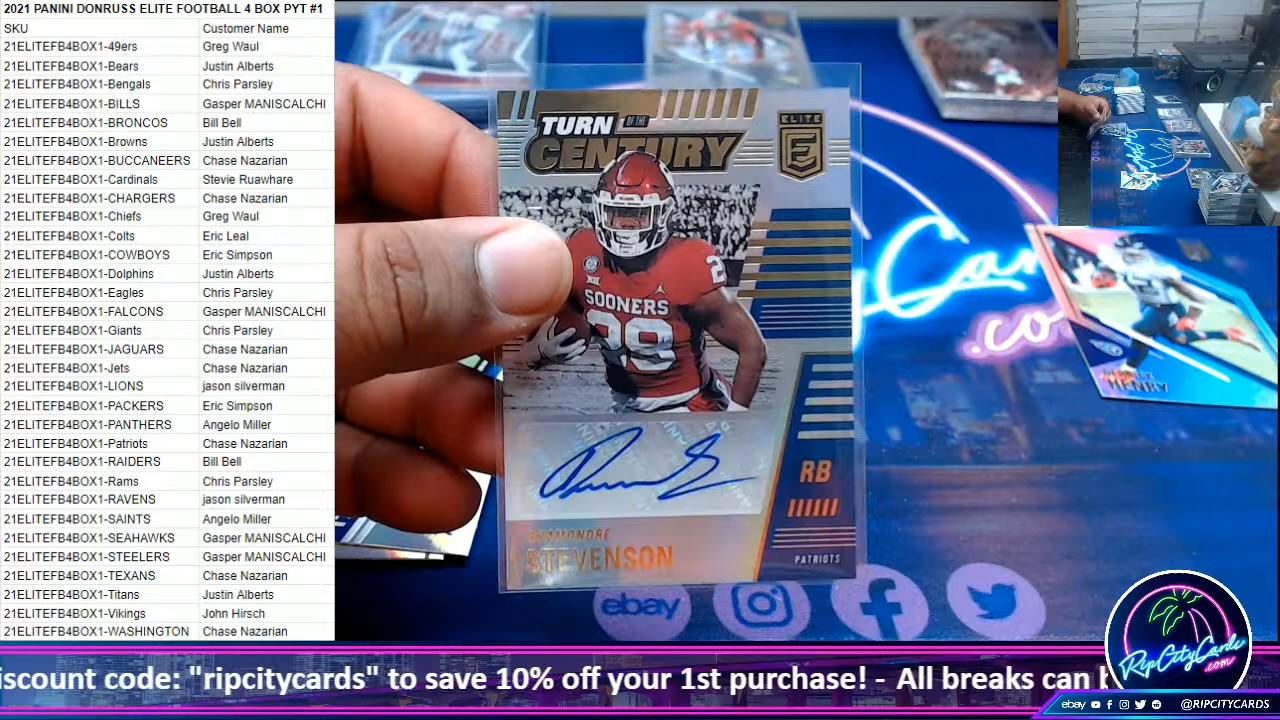 2021 PANINI DONRUSS ELITE FOOTBALL 4 BOX PYT #1
SKU Customer Name
21ELITEFB4BOX1-49ers Greg Waul
21ELITEFB4BOX1-Bears Justin Alberts
21ELITEFB4BOX1-Bengals Chris Parsley
21ELITEFB4BOX1-BILLS Gasper MANISCALCHI
21ELITEFB4BOX1-BRONCOS Bill Bell
21ELITEFB4BOX1-Browns Justin Alberts
21ELITEFB4BOX1-BUCCANEERS Chase Nazarian
21ELITEFB4BOX1-Cardinals Stevie Ruawhare
21ELITEFB4BOX1-CHARGERS Chase Nazarian
21ELITEFB4BOX1-Chiefs Greg Waul
21ELITEFB4BOX1-Colts Eric Leal
21ELITEFB4BOX1-COWBOYS Eric Simpson
21ELITEFB4BOX1-Dolphins Justin Alberts
21ELITEFB4BOX1-Eagles Chris Parsley
21ELITEFB4BOX1-FALCONS Gasper MANISCALCHI
21ELITEFB4BOX1-Giants Chris Parsley
21ELITEFB4BOX1-JAGUARS Chase Nazarian
21ELITEFB4BOX1-Jets Chase Nazarian
21ELITEFB4BOX1-LIONS jason silverman
21ELITEFB4BOX1-PACKERS Eric Simpson
21ELITEFB4BOX1-PANTHERS Angelo Miller
21ELITEFB4BOX1-Patriots Chase Nazarian
21ELITEFB4BOX1-RAIDERS Bill Bell
21ELITEFB4BOX1-Rams Chris Parsley
21ELITEFB4BOX1-RAVENS jason silverman
21ELITEFB4BOX1-SAINTS Angelo Miller
21ELITEFB4BOX1-SEAHAWKS Gasper MANISCALCHI
21ELITEFB4BOX1-STEELERS Gasper MANISCALCHI
21ELITEFB4BOX1-TEXANS Chase Nazarian
21ELITEFB4BOX1-Titans Justin Alberts
21ELITEFB4BOX1-Vikings John Hirsch
21ELITEFB4BOX1-WASHINGTON Chase Nazarian
TURN OF THE CENTURY
ELITE
E
SOONERS
29
RB
RHAMONDRE
STEVENSON
PATRIOTS
.co
HENRY
ebay
iscount code: "ripcitycards" to save 10% off your 1st purchase! - All breaks can
RipCityCards
.com
ebay @RIPCITYCARDS